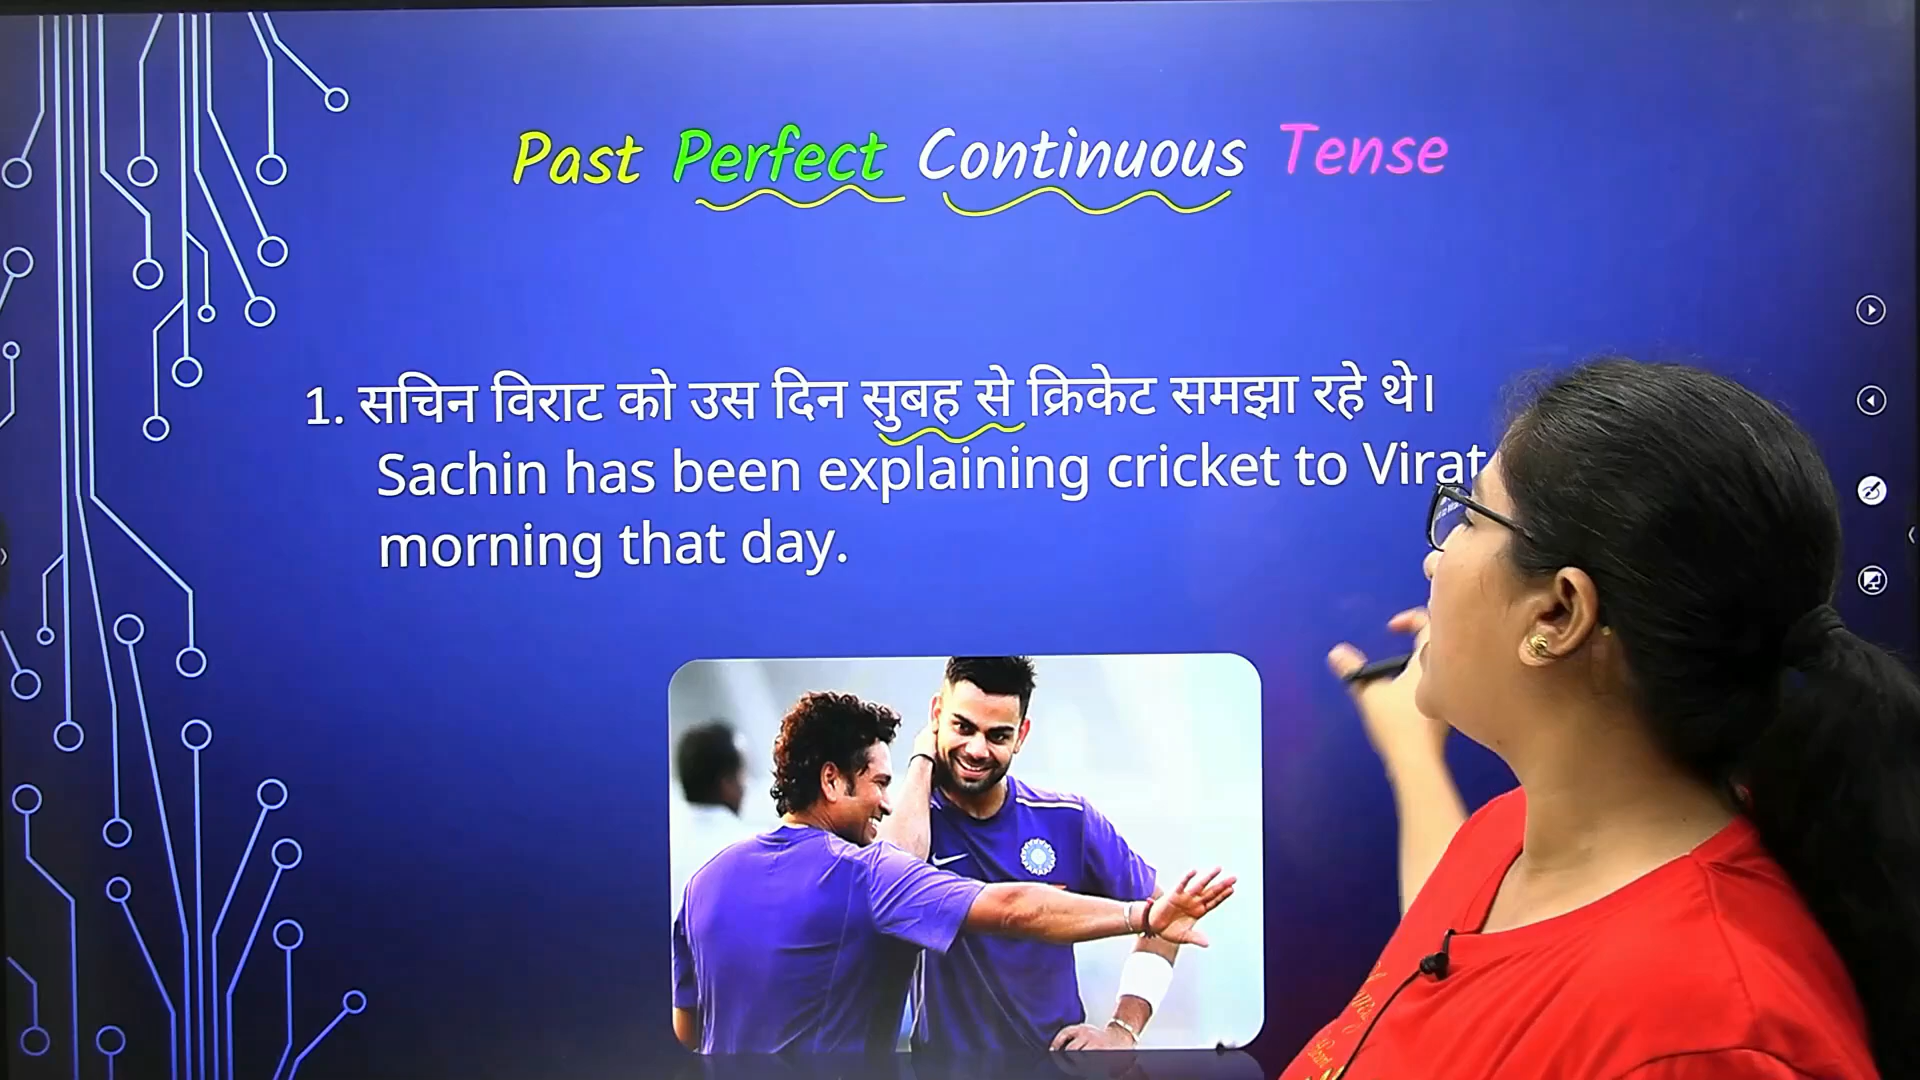 Past Perfect Continuous Tense
1. सचिन विराट को उस दिन सुबह से क्रिकेट समझा रहे थे।
Sachin has been explaining cricket to Virat
morning that day.